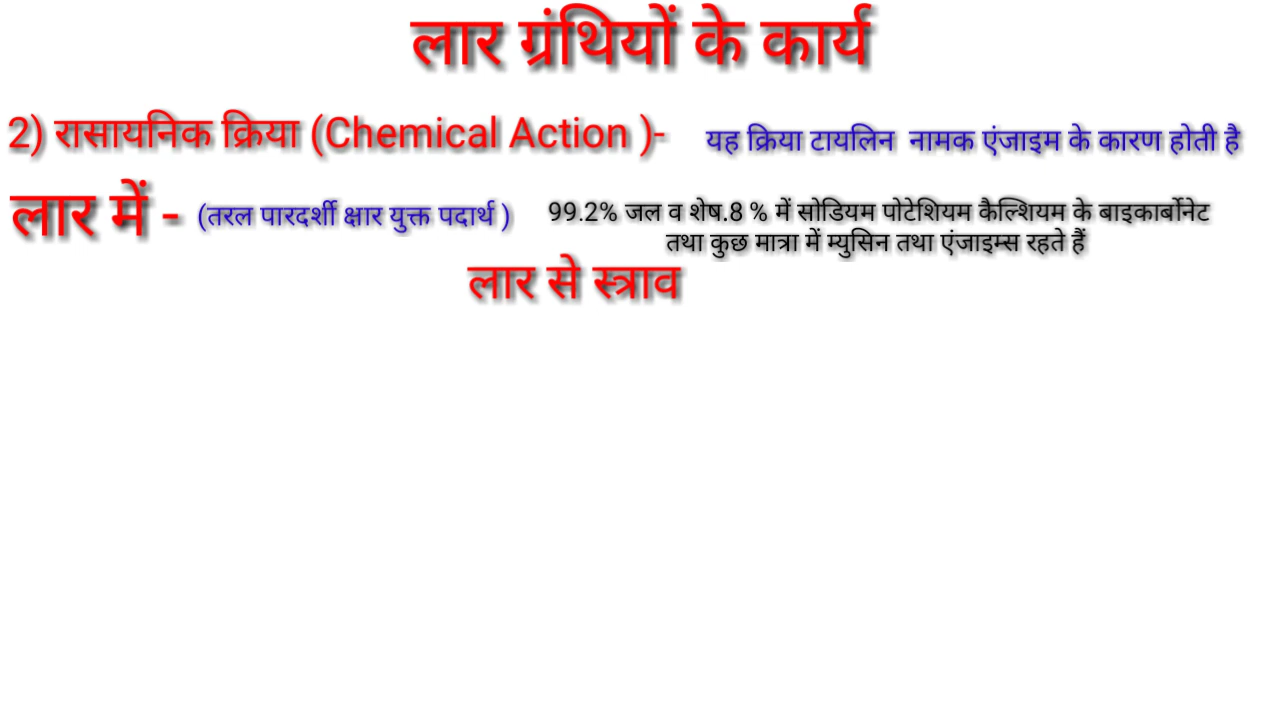 लार ग्रंथियों के कार्य
2) रासायनिक क्रिया (Chemical Action )- यह क्रिया टायलिन नामक एंजाइम के कारण होती है
लार में - (तरल पारदर्शी क्षार युक्त पदार्थ ) 99.2% जल व शेष.8 % में सोडियम पोटेशियम कैल्शियम के बाइकार्बोनेट
तथा कुछ मात्रा में म्युसिन तथा एंजाइम्स रहते हैं
लार से स्त्राव